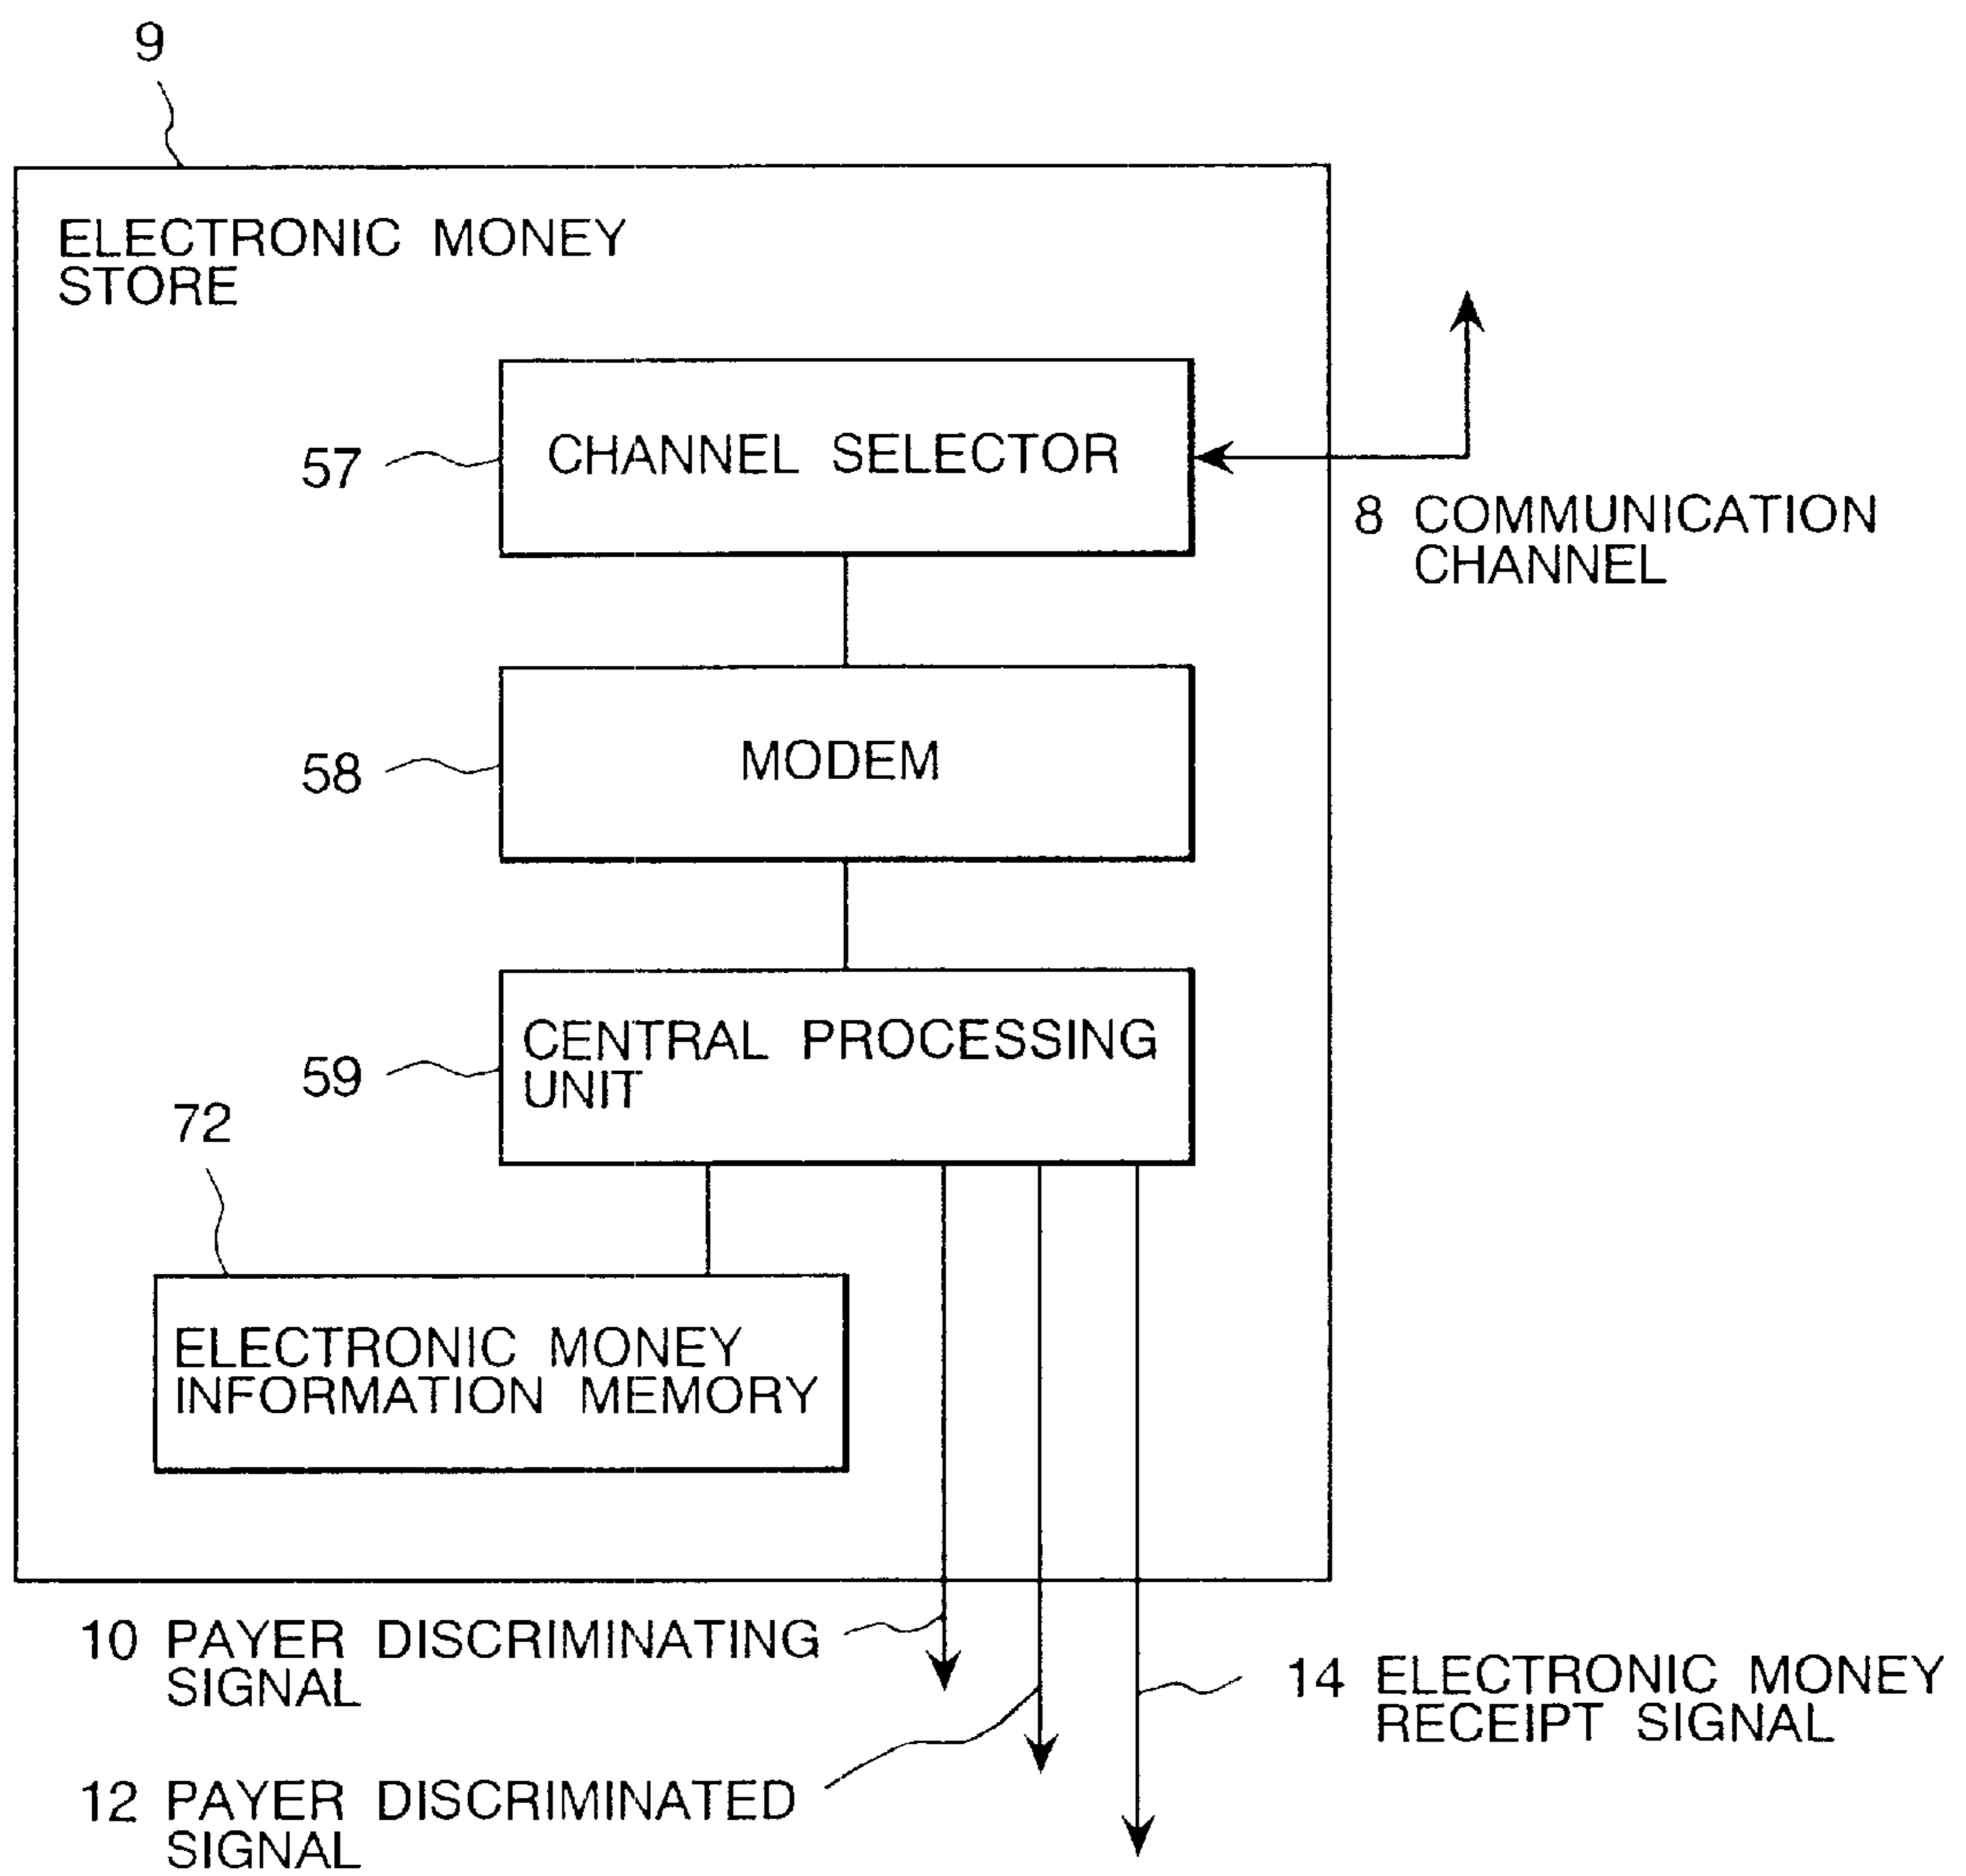 9
ELECTRONIC MONEY
STORE
57
CHANNEL SELECTOR
8 COMMUNICATION
CHANNEL
58
MODEM
59
CENTRAL PROCESSING
UNIT
72
ELECTRONIC MONEY
INFORMATION MEMORY
10 PAYER DISCRIMINATING
SIGNAL
14 ELECTRONIC MONEY
RECEIPT SIGNAL
12 PAYER DISCRIMINATED
SIGNAL